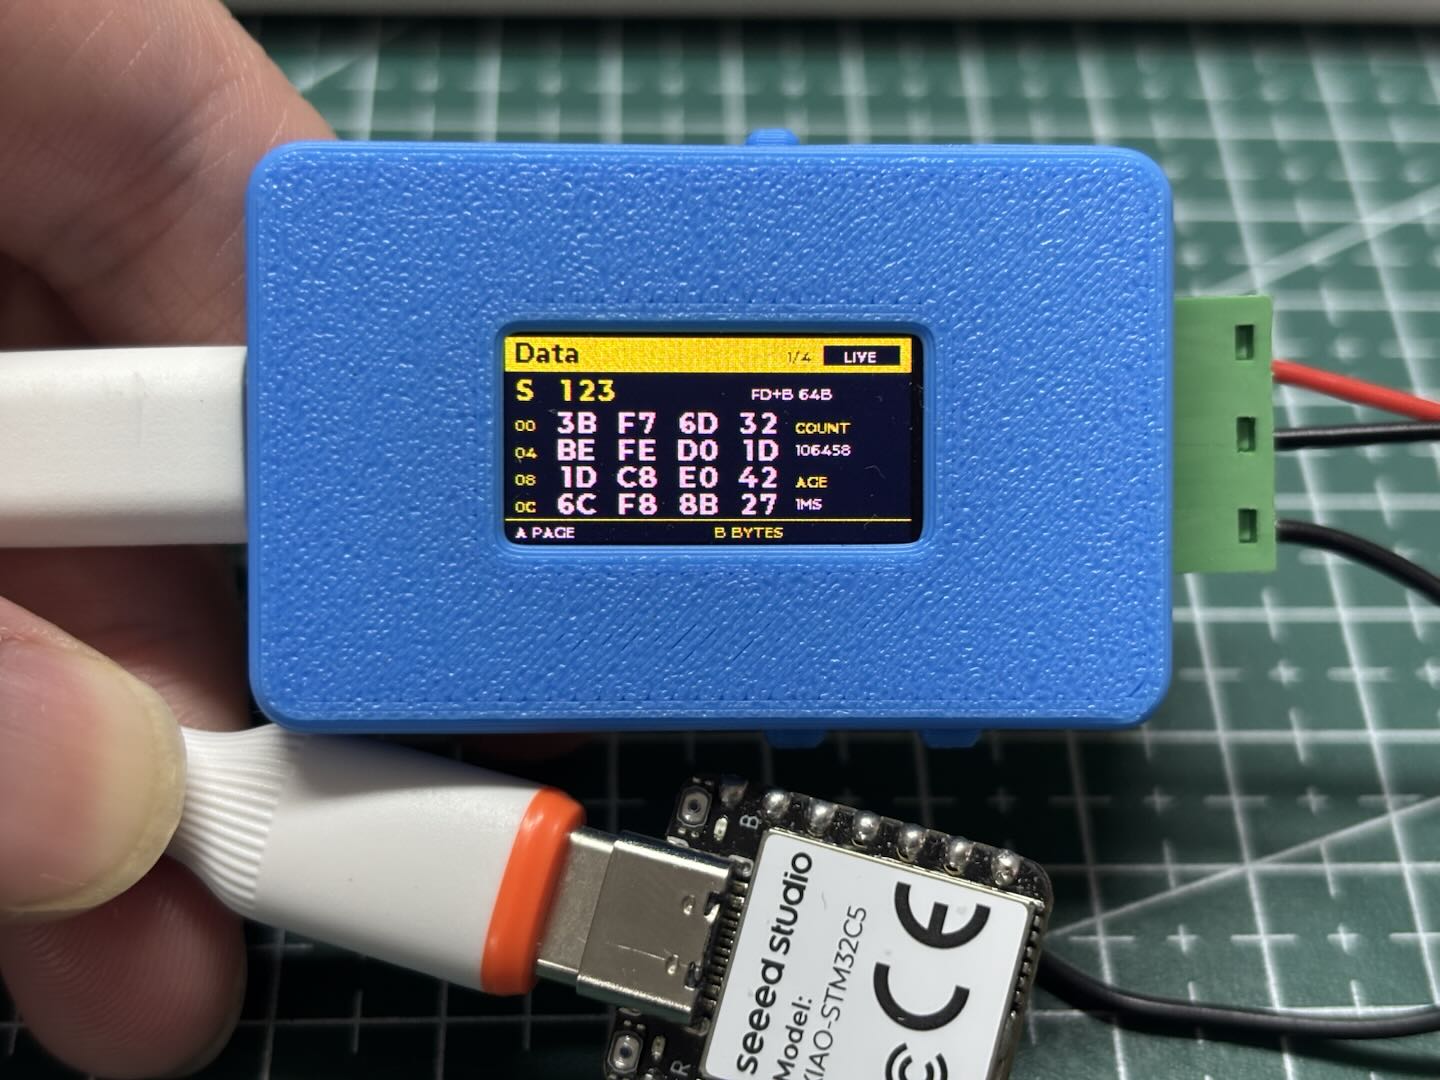 Data 1/4 LIVE
S 123 FD+B 64B
00 3B F7 6D 32 COUNT
04 BE FE D0 1D 106458
08 1D C8 E0 42 AGE
0C 6C F8 8B 27 1MS
A PAGE B BYTES
B
seeed studio
Model:
XIAO-STM32C5
CE
R